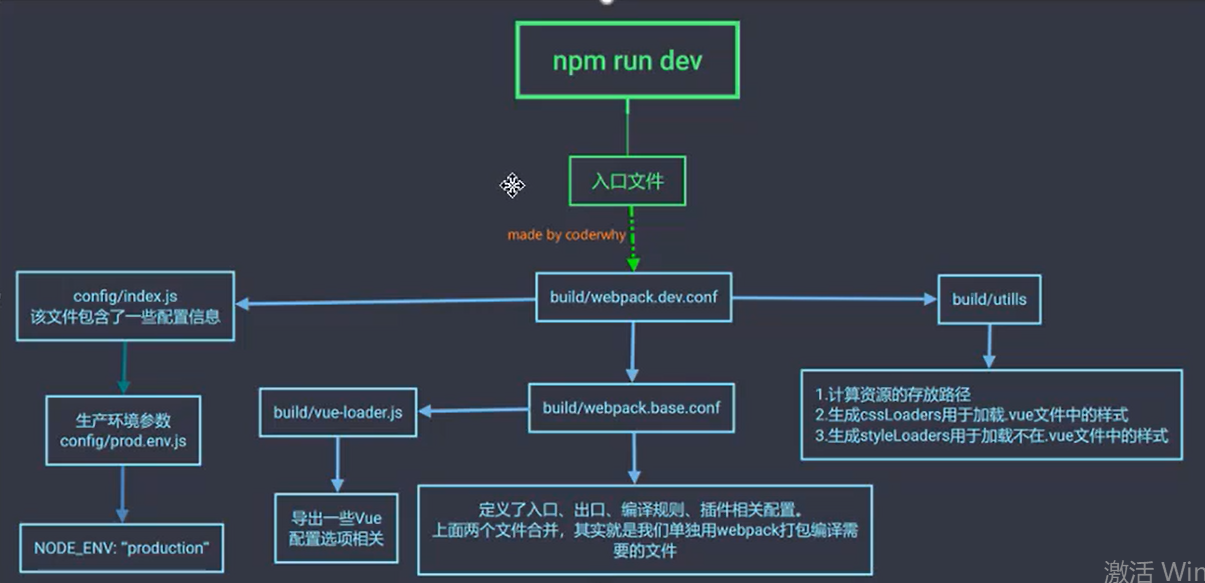 npm run dev
入口文件
made by coderwhy
config/index.js
该文件包含了一些配置信息
build/webpack.dev.conf
build/utills
生产环境参数
config/prod.env.js
build/vue-loader.js
build/webpack.base.conf
1.计算资源的存放路径
2.生成cssLoaders用于加载.vue文件中的样式
3.生成styleLoaders用于加载不在.vue文件中的样式
NODE_ENV: "production"
导出一些Vue
配置选项相关
定义了入口、出口、编译规则、插件相关配置。
上面两个文件合并，其实就是我们单独用webpack打包编译需
要的文件
激活 Win